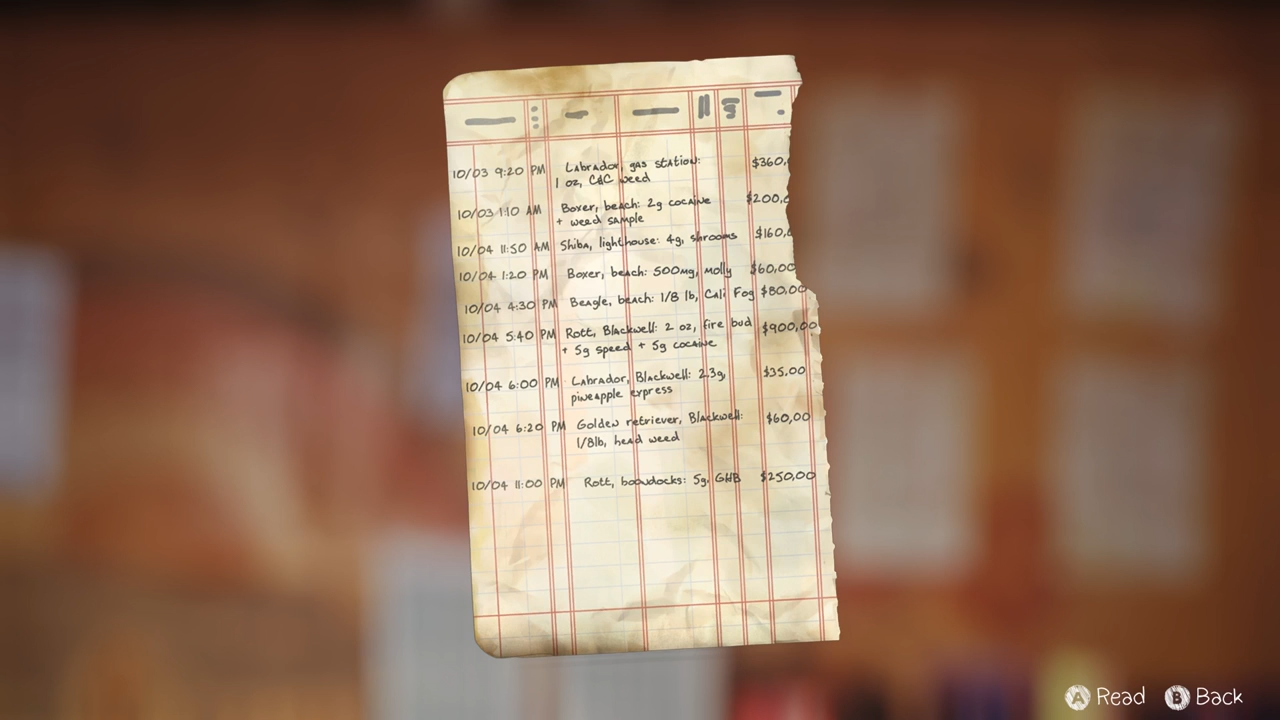 10/03 9:20 PM Labrador, gas station: $360,
1 oz, C&C weed
10/03 1:10 AM Boxer, beach: 2g cocaine $200,0
+ weed sample
10/04 11:50 AM Shiba, lighthouse: 4g, shrooms $160,0
10/04 1:20 PM Boxer, beach: 500mg, molly $60,00
10/04 4:30 PM Beagle, beach: 1/8 lb, Cali Fog $80,00
10/04 5:40 PM Rott, Blackwell: 2 oz, fire bud $900,00
+ 5g speed + 5g cocaine
10/04 6:00 PM Labrador, Blackwell: 2.3g, $35.00
pineapple express
10/04 6:20 PM Golden retriever, Blackwell: $60,00
1/8lb, head weed
10/04 11:00 PM Rott, boowdocks: 5g, GHB $250,00
A Read B Back